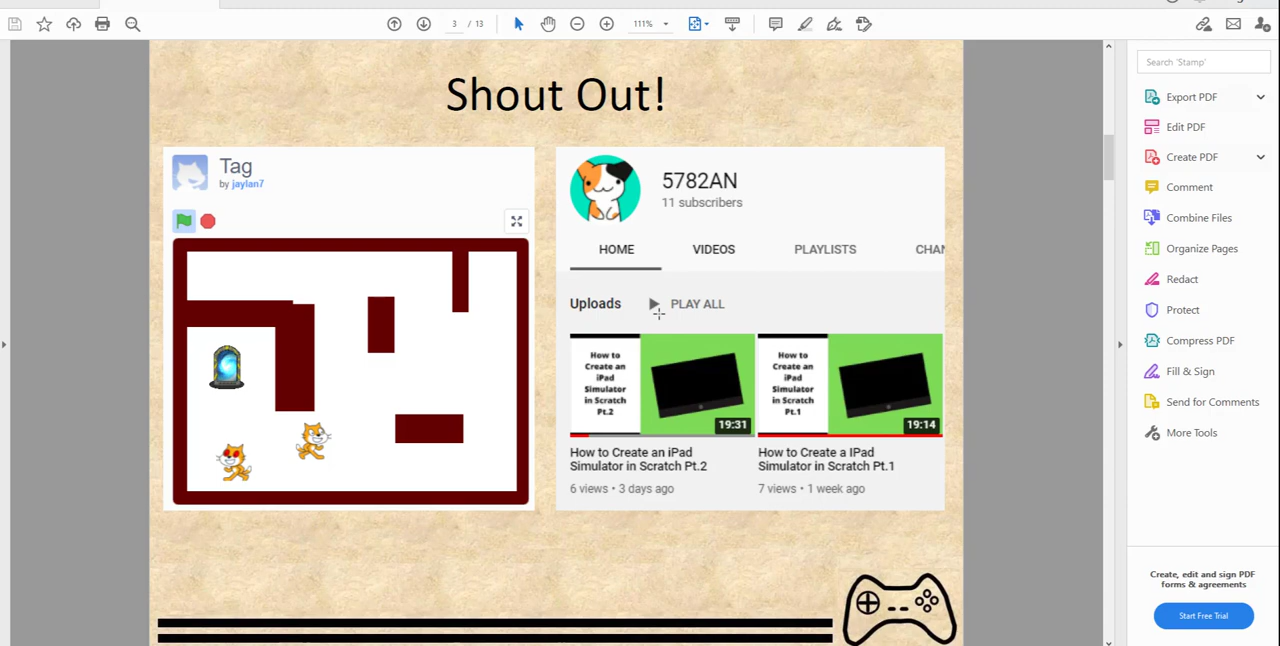 3 / 13
111%
Shout Out!
Tag
by jaylan7
5782AN
11 subscribers
HOME VIDEOS PLAYLISTS CHAN
Uploads PLAY ALL
How to
Create an
iPad
Simulator
in Scratch
Pt.2
19:31
How to
Create an
iPad
Simulator
in Scratch
Pt.1
19:14
How to Create an iPad
Simulator in Scratch Pt.2
6 views • 3 days ago
How to Create a IPad
Simulator in Scratch Pt.1
7 views • 1 week ago
Search 'Stamp'
Export PDF
Edit PDF
Create PDF
Comment
Combine Files
Organize Pages
Redact
Protect
Compress PDF
Fill & Sign
Send for Comments
More Tools
Create, edit and sign PDF
forms & agreements
Start Free Trial